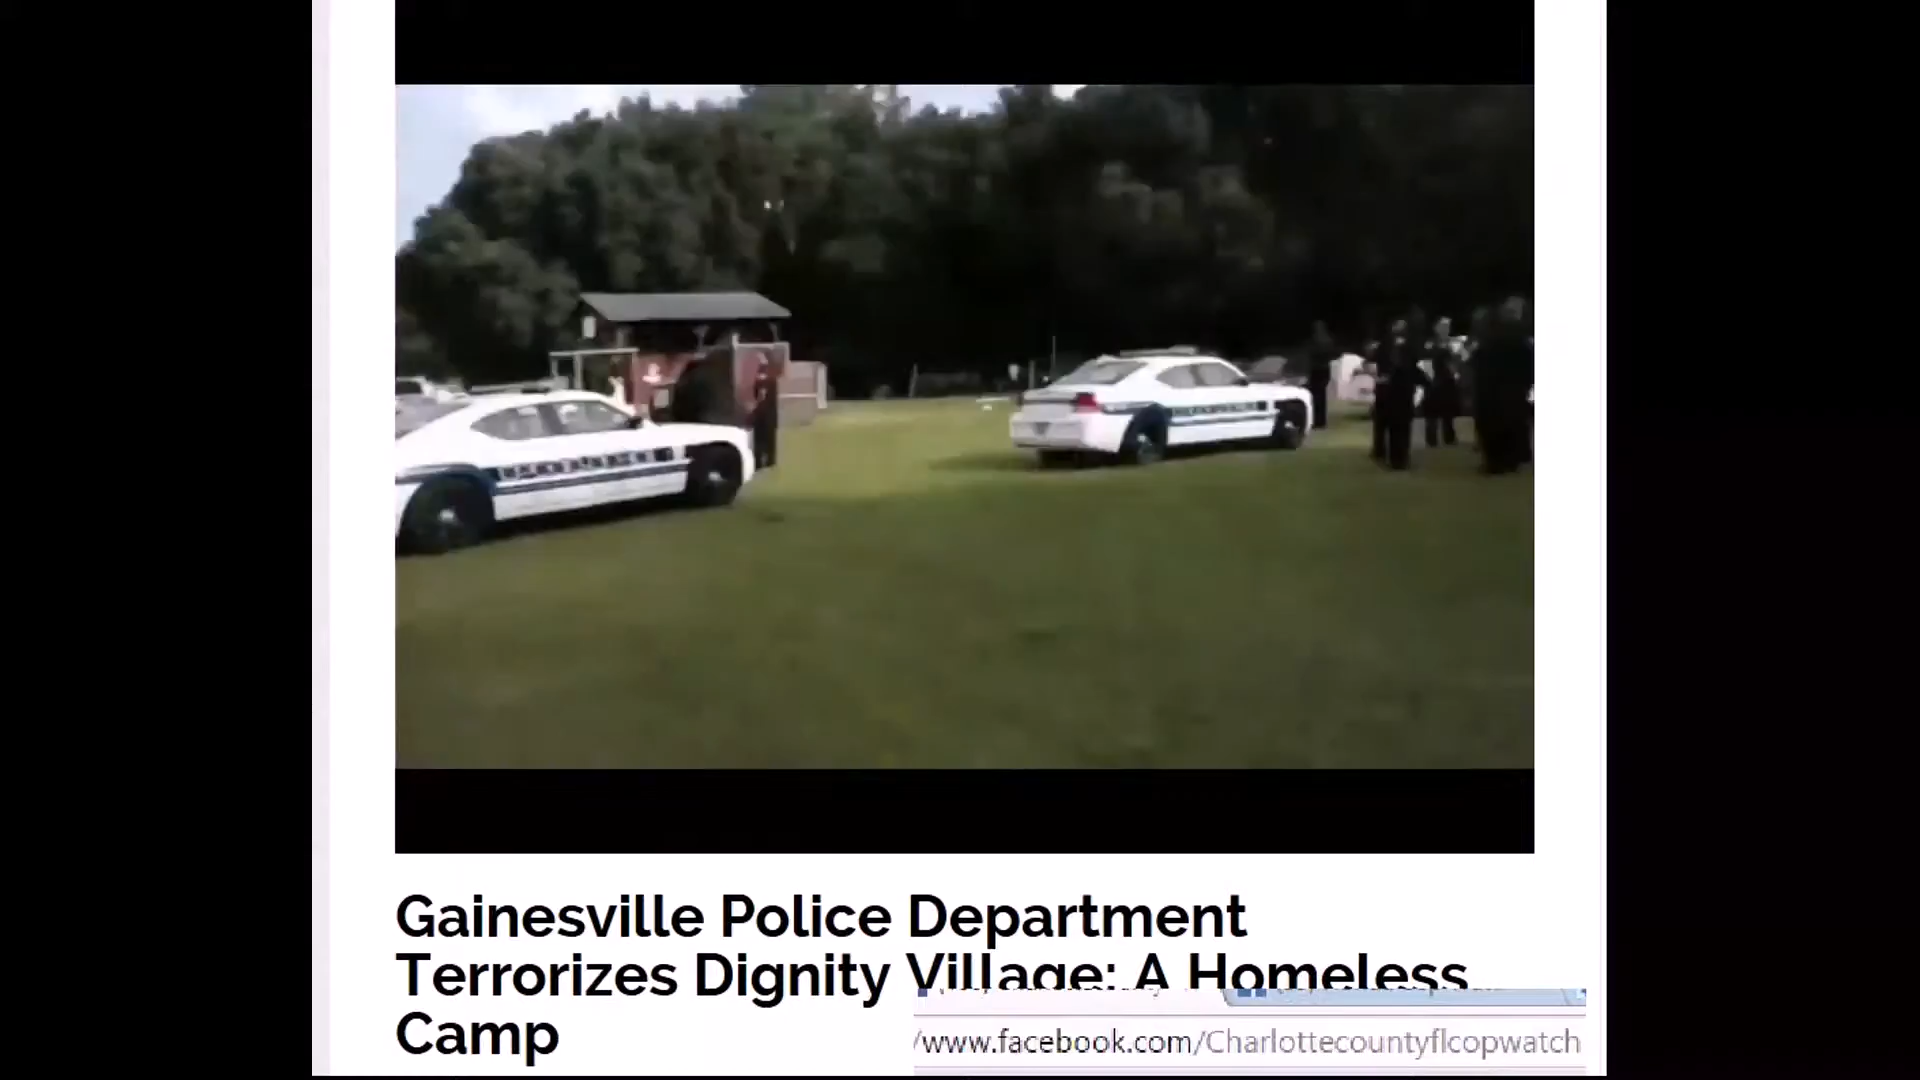 Gainesville Police Department
Terrorizes Dignity Village: A Homeless
Camp
/www.facebook.com/Charlottecountyflcopwatch